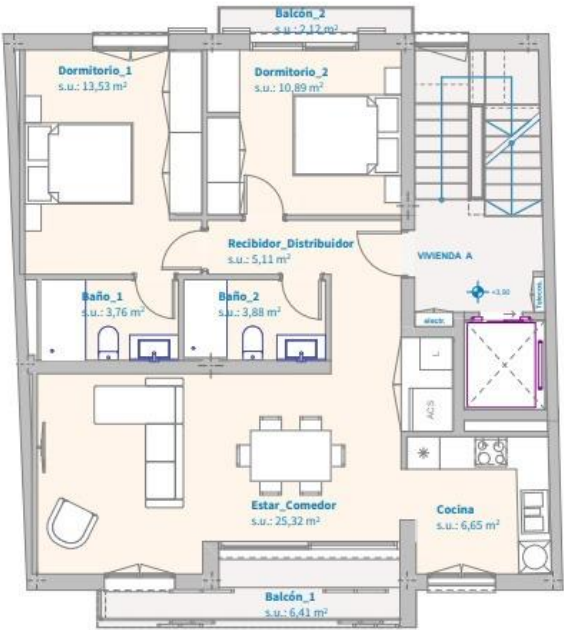 Balcón_2
s.u.: 2,12 m²
Dormitorio_1
s.u.: 13,53 m²
Dormitorio_2
s.u.: 10,89 m²
Recibidor_Distribuidor
s.u.: 5,11 m²
VIVIENDA A
+3,90
Telecom.
electr.
Baño_1
s.u.: 3,76 m²
Baño_2
s.u.: 3,88 m²
L
ACS
Estar_Comedor
s.u.: 25,32 m²
Cocina
s.u.: 6,65 m²
Balcón_1
s.u.: 6,41 m²